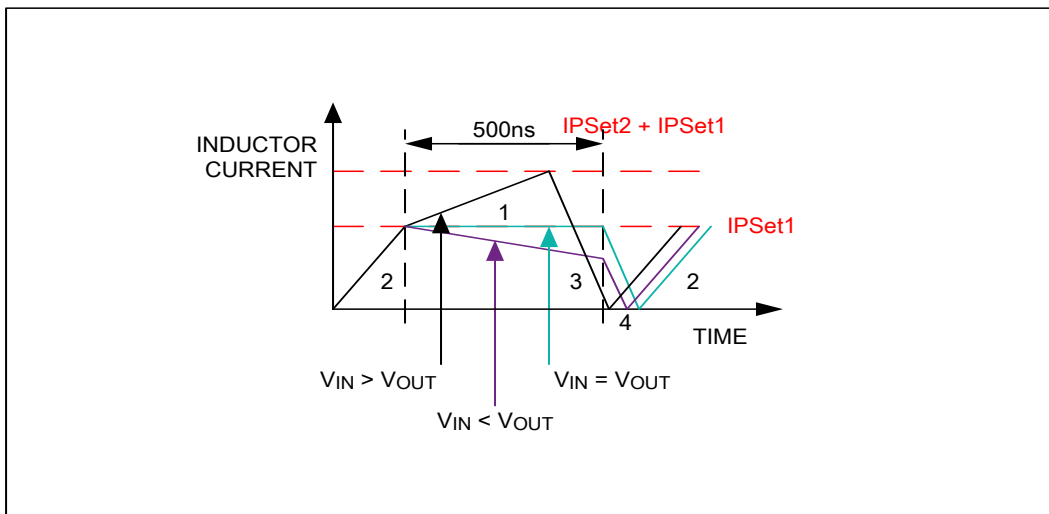 500ns
IPSet2 + IPSet1
INDUCTOR
CURRENT
1
IPSet1
2
3
2
4
TIME
VIN > VOUT
VIN = VOUT
VIN < VOUT